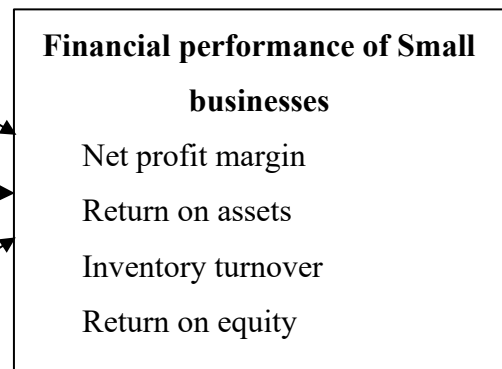 Financial performance of Small
businesses
Net profit margin
Return on assets
Inventory turnover
Return on equity